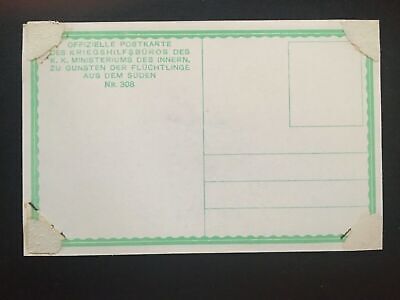 OFFIZIELLE POSTKARTE
DES KRIEGSHILFSBÜROS DES
K. K. MINISTERIUMS DES INNERN,
ZU GUNSTEN DER FLÜCHTLINGE
AUS DEM SÜDEN
NR. 308